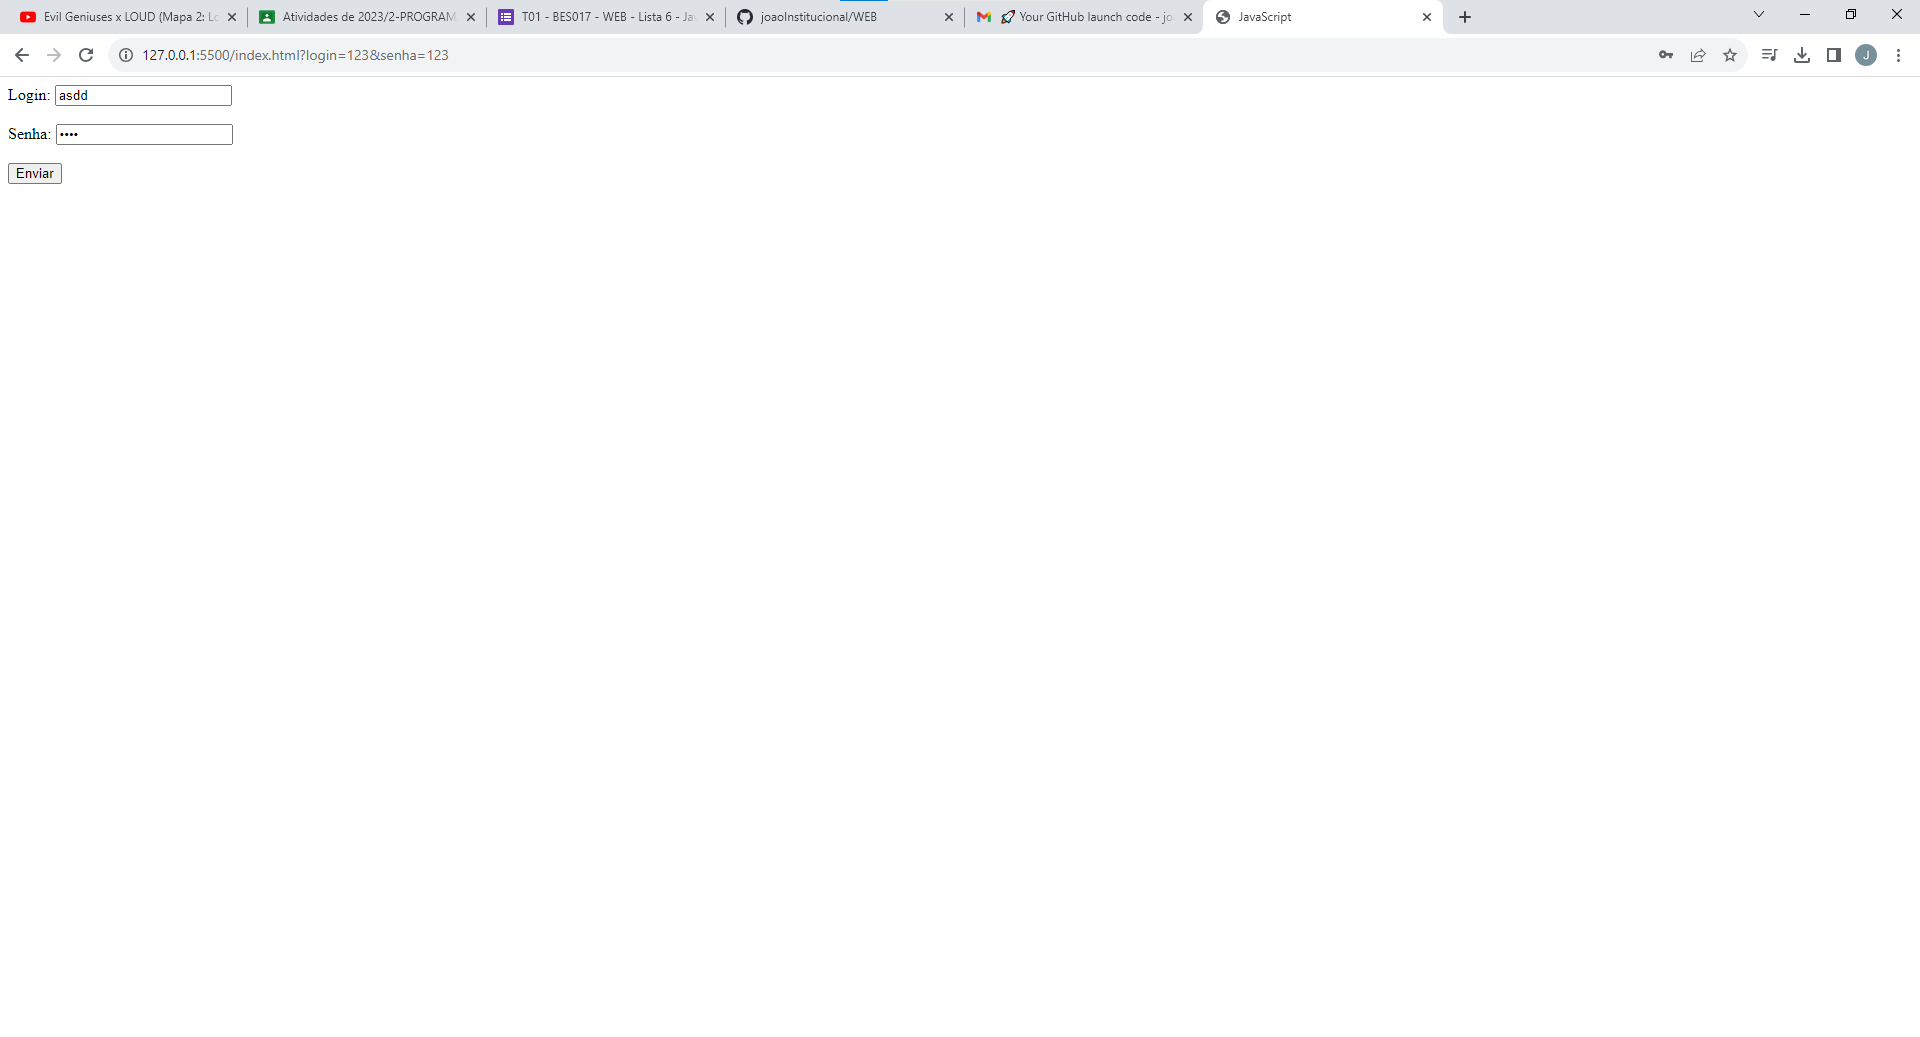 Evil Geniuses x LOUD (Mapa 2: Lo
Atividades de 2023/2-PROGRAM
T01 - BES017 - WEB - Lista 6 - Ja
joaoInstitucional/WEB
🚀 Your GitHub launch code - jo
JavaScript
127.0.0.1:5500/index.html?login=123&senha=123
J
Login: asdd
Senha: ••••
Enviar